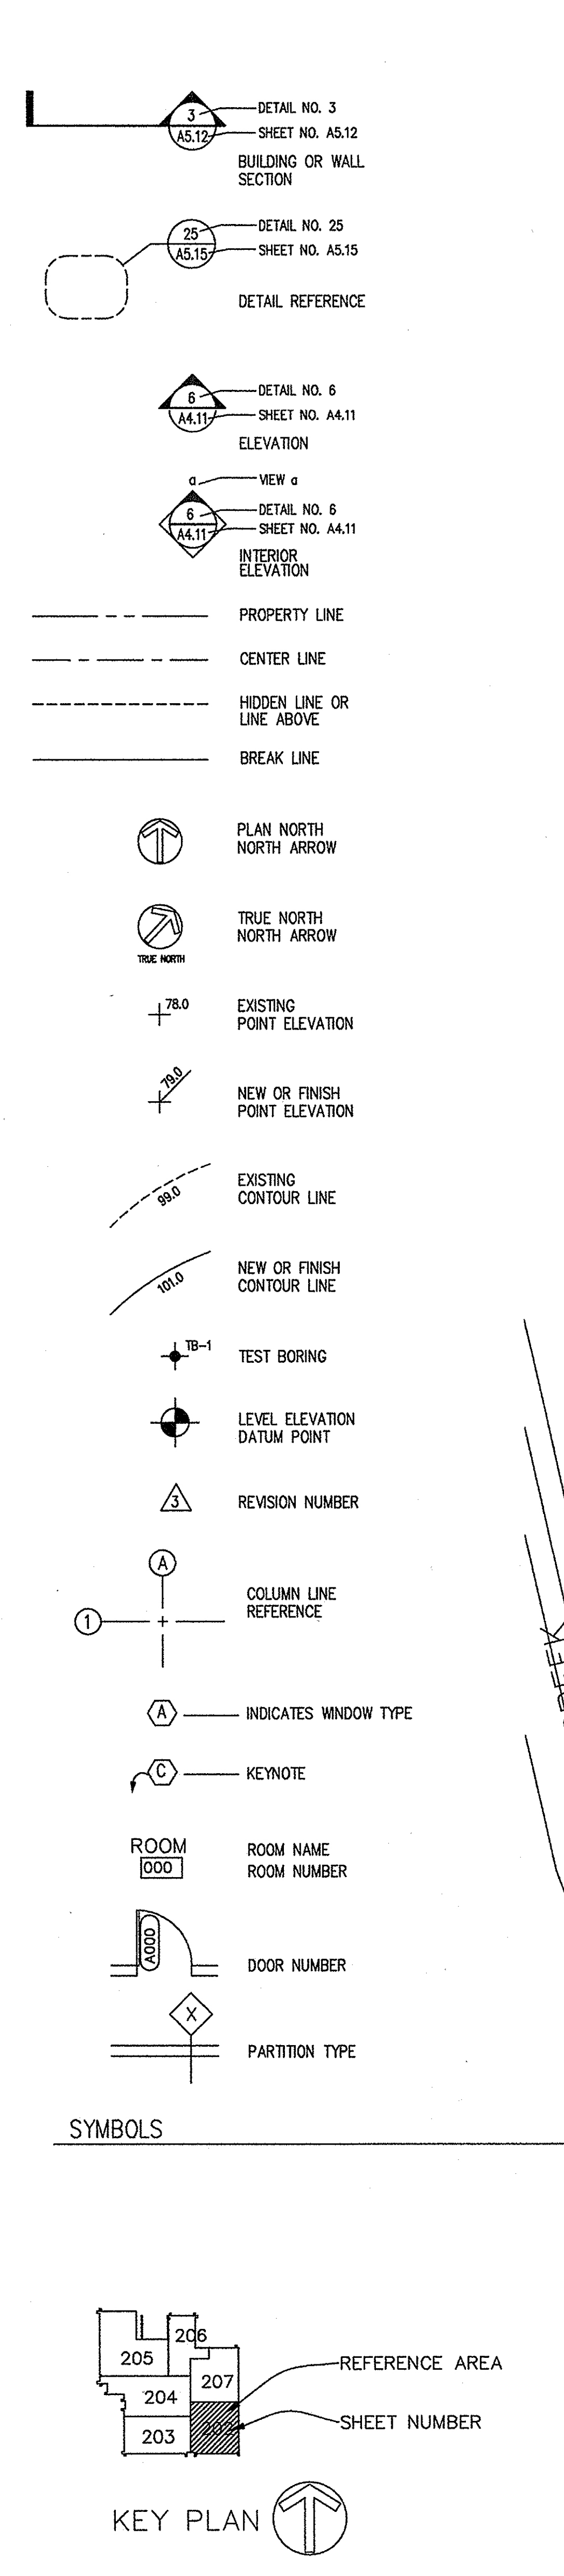 3
DETAIL NO. 3
A5.12
SHEET NO. A5.12
BUILDING OR WALL
SECTION
25
DETAIL NO. 25
A5.15
SHEET NO. A5.15
DETAIL REFERENCE
6
DETAIL NO. 6
A4.11
SHEET NO. A4.11
ELEVATION
a
VIEW a
6
DETAIL NO. 6
A4.11
SHEET NO. A4.11
INTERIOR
ELEVATION
PROPERTY LINE
CENTER LINE
HIDDEN LINE OR
LINE ABOVE
BREAK LINE
PLAN NORTH
NORTH ARROW
TRUE NORTH
NORTH ARROW
TRUE NORTH
78.0
EXISTING
POINT ELEVATION
79.0
NEW OR FINISH
POINT ELEVATION
99.0
EXISTING
CONTOUR LINE
101.0
NEW OR FINISH
CONTOUR LINE
TB-1
TEST BORING
LEVEL ELEVATION
DATUM POINT
3
REVISION NUMBER
A
1
COLUMN LINE
REFERENCE
A
INDICATES WINDOW TYPE
C
KEYNOTE
ROOM
000
ROOM NAME
ROOM NUMBER
A000
DOOR NUMBER
X
PARTITION TYPE
SYMBOLS
206
205
207
204
203
202
REFERENCE AREA
SHEET NUMBER
KEY PLAN